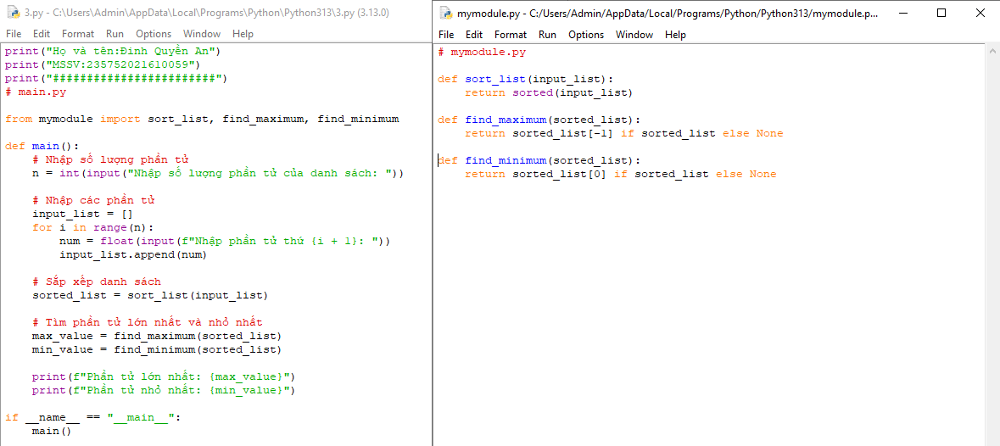 3.py - C:\Users\Admin\AppData\Local\Programs\Python\Python313\3.py (3.13.0)
File Edit Format Run Options Window Help
print("Họ và tên:Đinh Quyền An")
print("MSSV:235752021610059")
print("########################")
# main.py
from mymodule import sort_list, find_maximum, find_minimum
def main():
# Nhập số lượng phần tử
n = int(input("Nhập số lượng phần tử của danh sách: "))
# Nhập các phần tử
input_list = []
for i in range(n):
num = float(input(f"Nhập phần tử thứ {i + 1}: "))
input_list.append(num)
# Sắp xếp danh sách
sorted_list = sort_list(input_list)
# Tìm phần tử lớn nhất và nhỏ nhất
max_value = find_maximum(sorted_list)
min_value = find_minimum(sorted_list)
print(f"Phần tử lớn nhất: {max_value}")
print(f"Phần tử nhỏ nhất: {min_value}")
if __name__ == "__main__":
main()
mymodule.py - C:/Users/Admin/AppData/Local/Programs/Python/Python313/mymodule.p...
File Edit Format Run Options Window Help
# mymodule.py
def sort_list(input_list):
return sorted(input_list)
def find_maximum(sorted_list):
return sorted_list[-1] if sorted_list else None
def find_minimum(sorted_list):
return sorted_list[0] if sorted_list else None